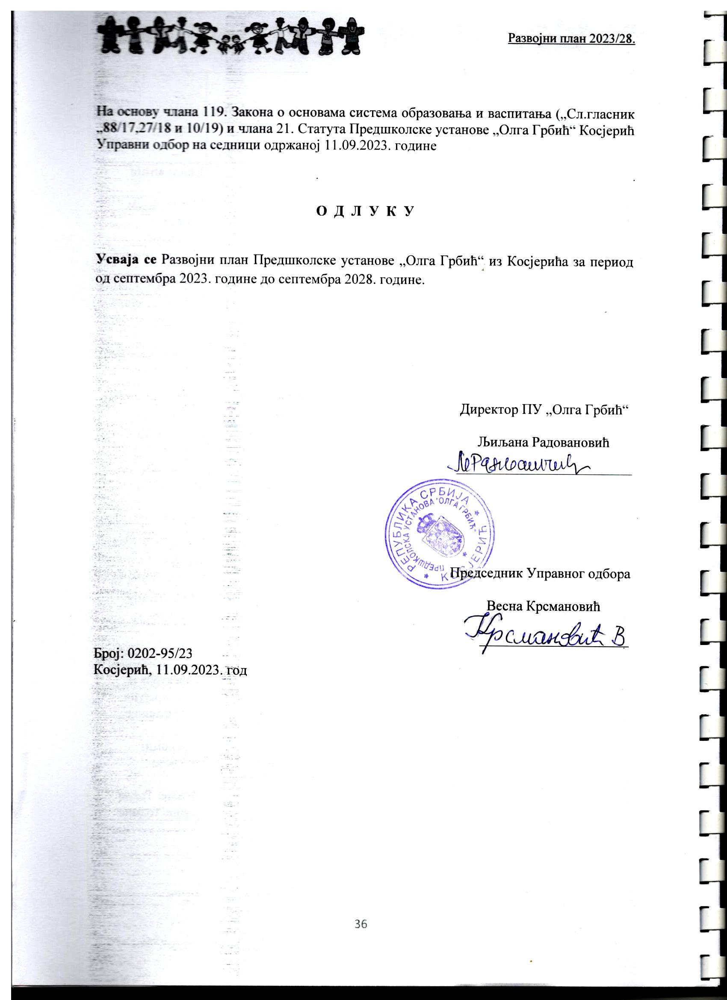 Развојни план 2023/28.
На основу члана 119. Закона о основама система образовања и васпитања („Сл.гласник
„88/17,27/18 и 10/19) и члана 21. Статута Предшколске установе „Олга Грбић“ Косјерић
Управни одбор на седници одржаној 11.09.2023. године
О Д Л У К У
Усваја се Развојни план Предшколске установе „Олга Грбић“ из Косјерића за период
од септембра 2023. године до септембра 2028. године.
Директор ПУ „Олга Грбић“
Љиљана Радовановић
РЕПУБЛИКА СРБИЈА * КОСЈЕРИЋ *
ПРЕДШКОЛСКА УСТАНОВА "ОЛГА ГРБИЋ" *
Председник Управног одбора
Весна Крсмановић
Крсмановић В
Број: 0202-95/23
Косјерић, 11.09.2023. год
36